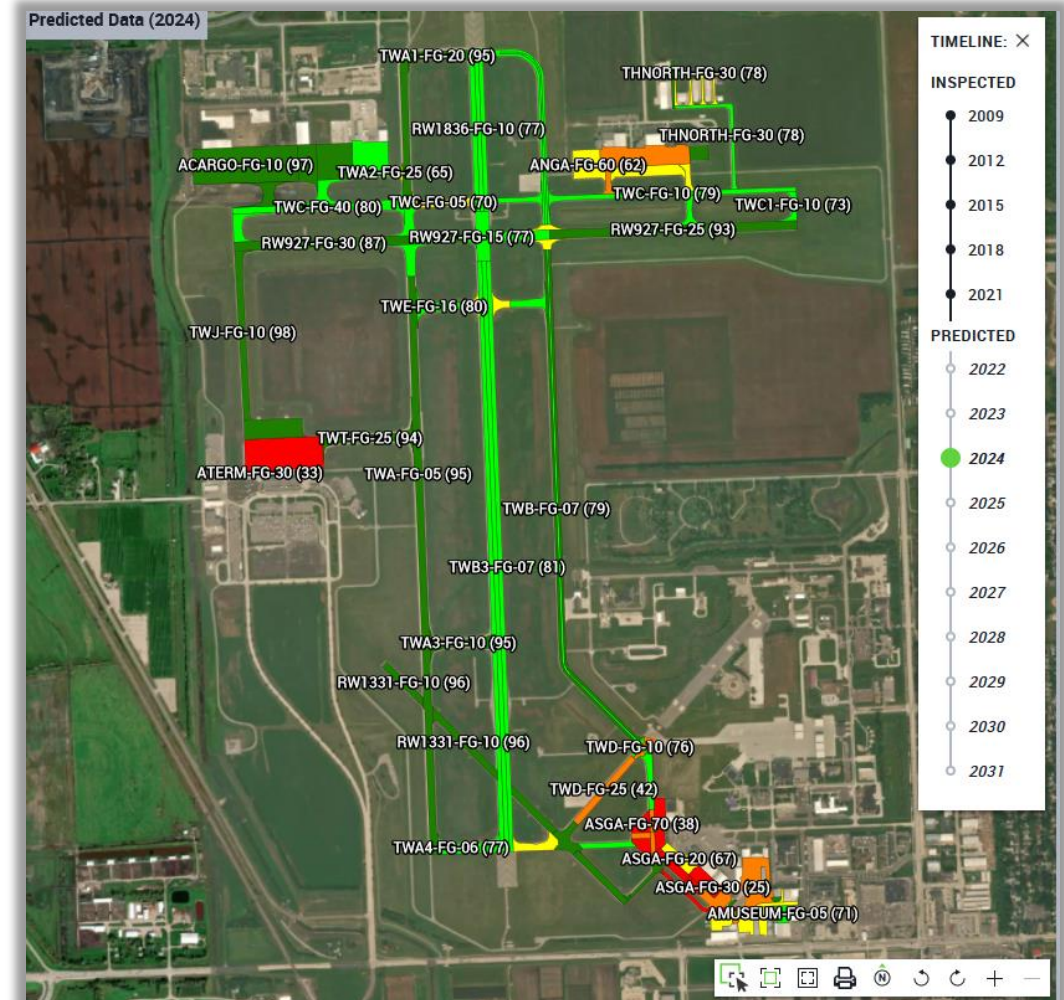 Predicted Data (2024)
TIMELINE: ×
INSPECTED
2009
2012
2015
2018
2021
PREDICTED
2022
2023
2024
2025
2026
2027
2028
2029
2030
2031
TWA1-FG-20 (95)
THNORTH-FG-30 (78)
RW1836-FG-10 (77)
THNORTH-FG-30 (78)
ACARGO-FG-10 (97)
ANGA-FG-60 (62)
TWA2-FG-25 (65)
TWC-FG-10 (79)
TWC-FG-40 (80)
TWC-FG-05 (70)
TWC1-FG-10 (73)
RW927-FG-30 (87)
RW927-FG-15 (77)
RW927-FG-25 (93)
TWE-FG-16 (80)
TWJ-FG-10 (98)
TWT-FG-25 (94)
ATERM-FG-30 (33)
TWA-FG-05 (95)
TWB-FG-07 (79)
TWB3-FG-07 (81)
TWA3-FG-10 (95)
RW1331-FG-10 (96)
RW1331-FG-10 (96)
TWD-FG-10 (76)
TWD-FG-25 (42)
ASGA-FG-70 (38)
TWA4-FG-06 (77)
ASGA-FG-20 (67)
ASGA-FG-30 (25)
AMUSEUM-FG-05 (71)
N